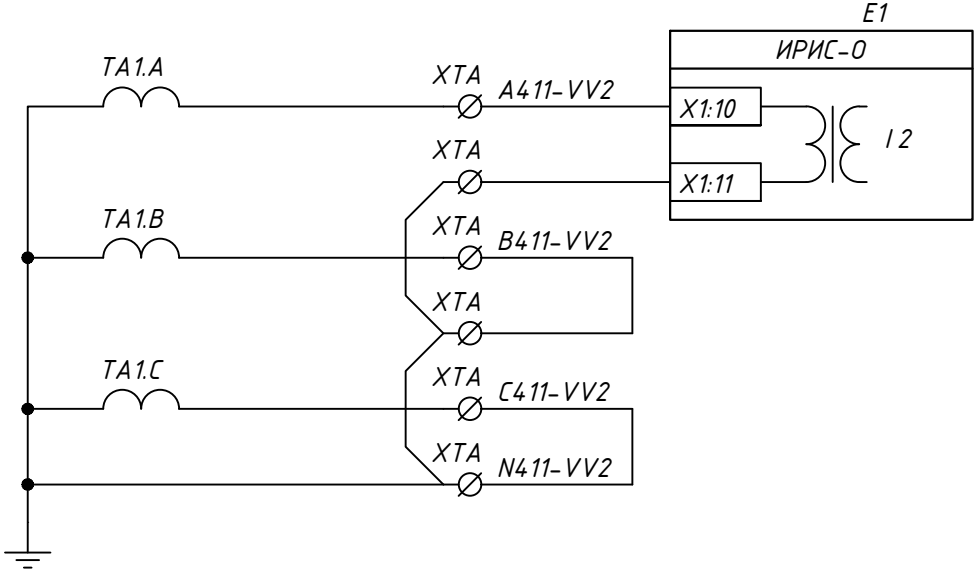 E1
ИРИС-О
TA1.A
XTA
A411-VV2
X1:10
I2
XTA
X1:11
TA1.B
XTA
B411-VV2
XTA
TA1.C
XTA
C411-VV2
XTA
N411-VV2